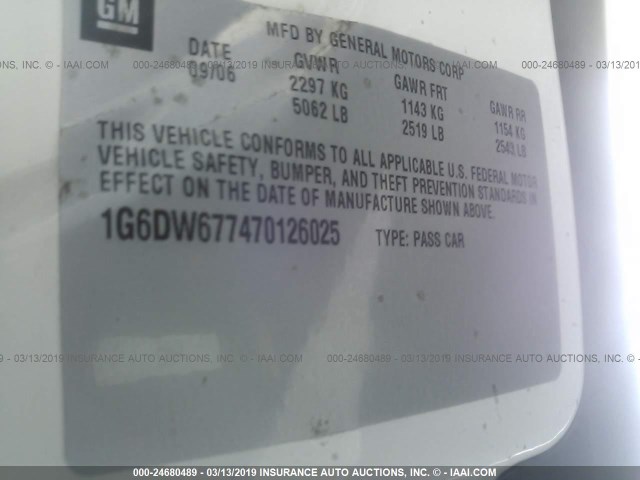 GM
MFD BY GENERAL MOTORS CORP
DATE GVWR GAWR FRT GAWR RR
09/06 2297 KG 1143 KG 1154 KG
5062 LB 2519 LB 2543 LB
THIS VEHICLE CONFORMS TO ALL APPLICABLE U.S. FEDERAL MOTOR
VEHICLE SAFETY, BUMPER, AND THEFT PREVENTION STANDARDS IN
EFFECT ON THE DATE OF MANUFACTURE SHOWN ABOVE.
1G6DW677470126025 TYPE: PASS CAR
000-24680489 - 03/13/2019 INSURANCE AUTO AUCTIONS, INC. - © IAAI.COM